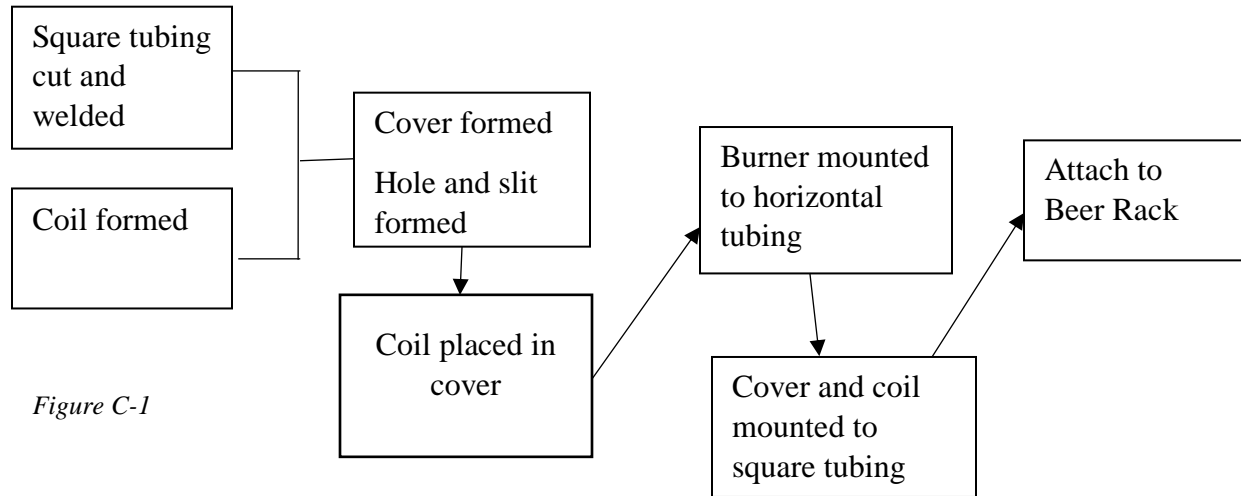 Square tubing
cut and
welded
Coil formed
Cover formed
Hole and slit
formed
Coil placed in
cover
Burner mounted
to horizontal
tubing
Cover and coil
mounted to
square tubing
Attach to
Beer Rack
Figure C-1